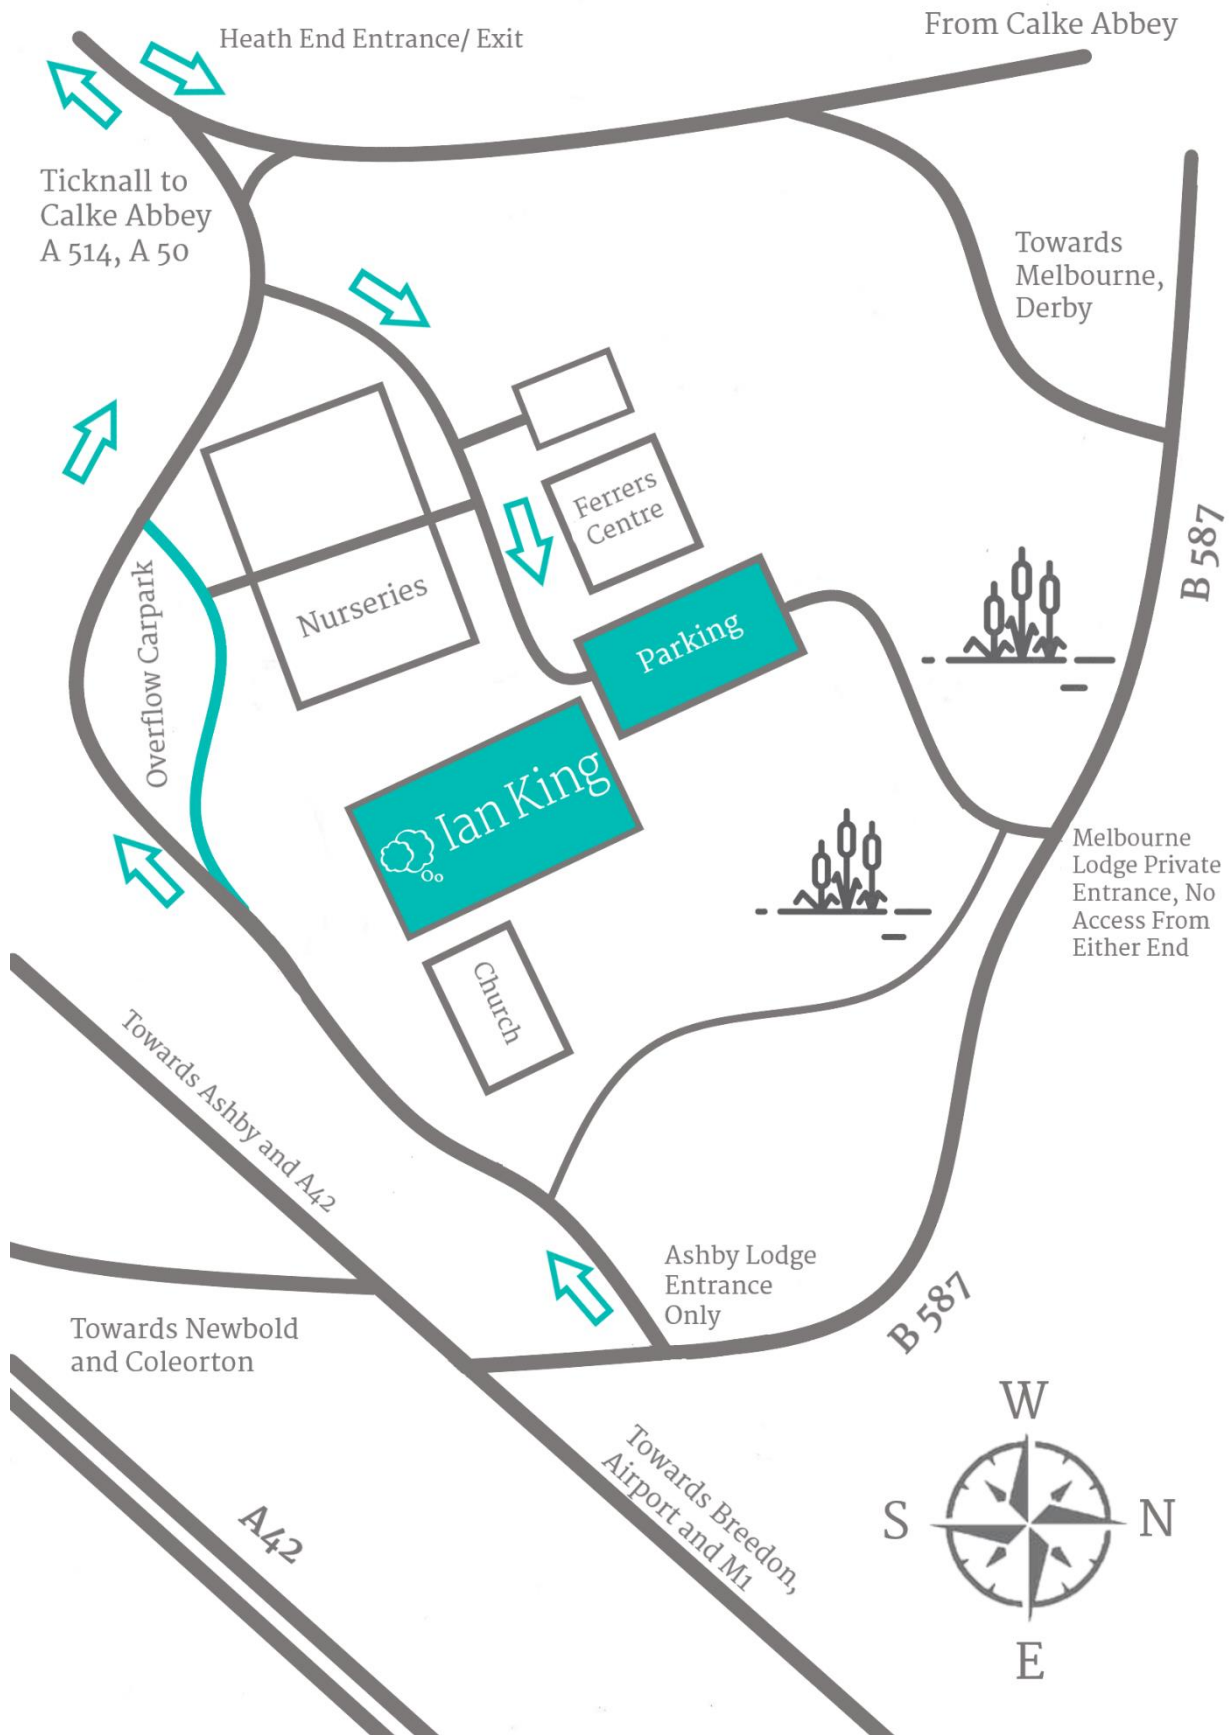 From Calke Abbey
Heath End Entrance/ Exit
Ticknall to
Calke Abbey
A 514, A 50
Towards
Melbourne,
Derby
Ferrers
Centre
B 587
Nurseries
Parking
Overflow Carpark
Ian King
Melbourne
Lodge Private
Entrance, No
Access From
Either End
Church
Towards Ashby and A42
Ashby Lodge
Entrance
Only
B 587
Towards Newbold
and Coleorton
Towards Breedon,
Airport and M1
A42
W
S
N
E